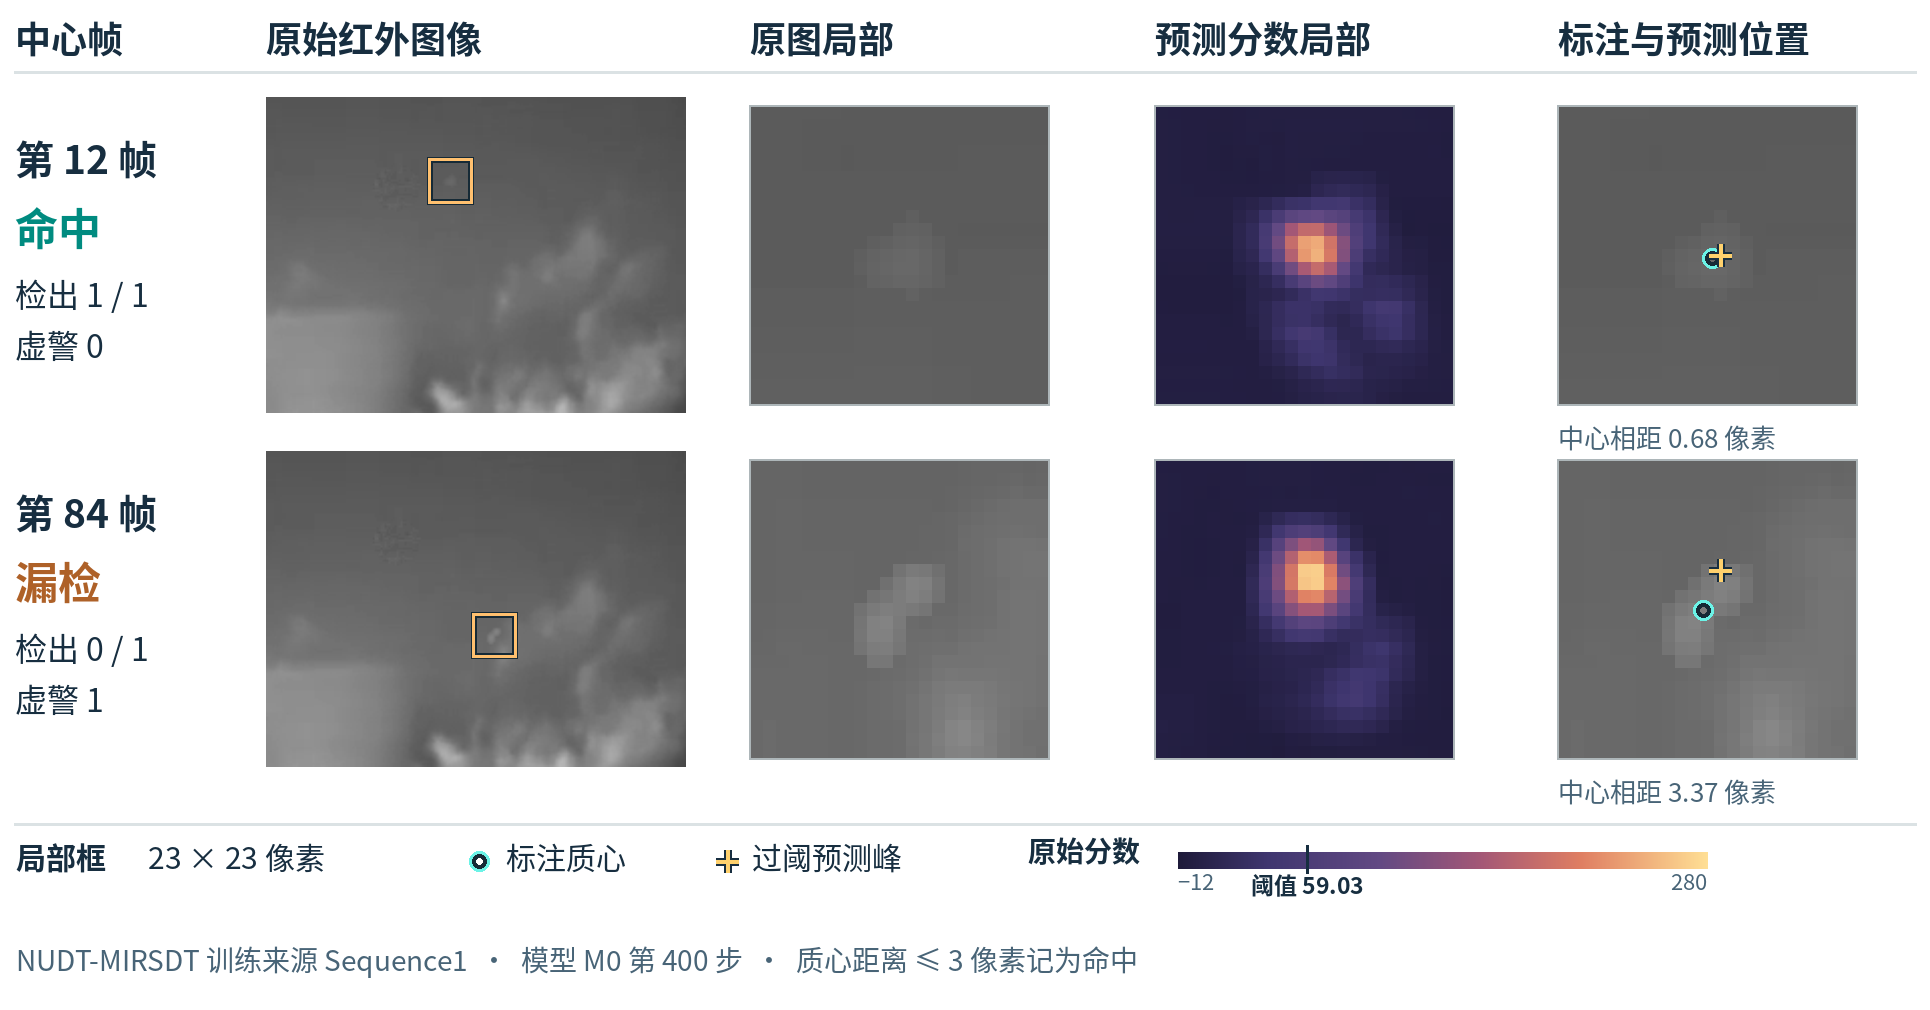 中心帧 原始红外图像 原图局部 预测分数局部 标注与预测位置
第 12 帧
命中
检出 1 / 1
虚警 0
中心相距 0.68 像素
第 84 帧
漏检
检出 0 / 1
虚警 1
中心相距 3.37 像素
局部框 23 × 23 像素 标注质心 过阈预测峰 原始分数
−12 阈值 59.03 280
NUDT-MIRSDT 训练来源 Sequence1 • 模型 M0 第 400 步 • 质心距离 ≤ 3 像素记为命中